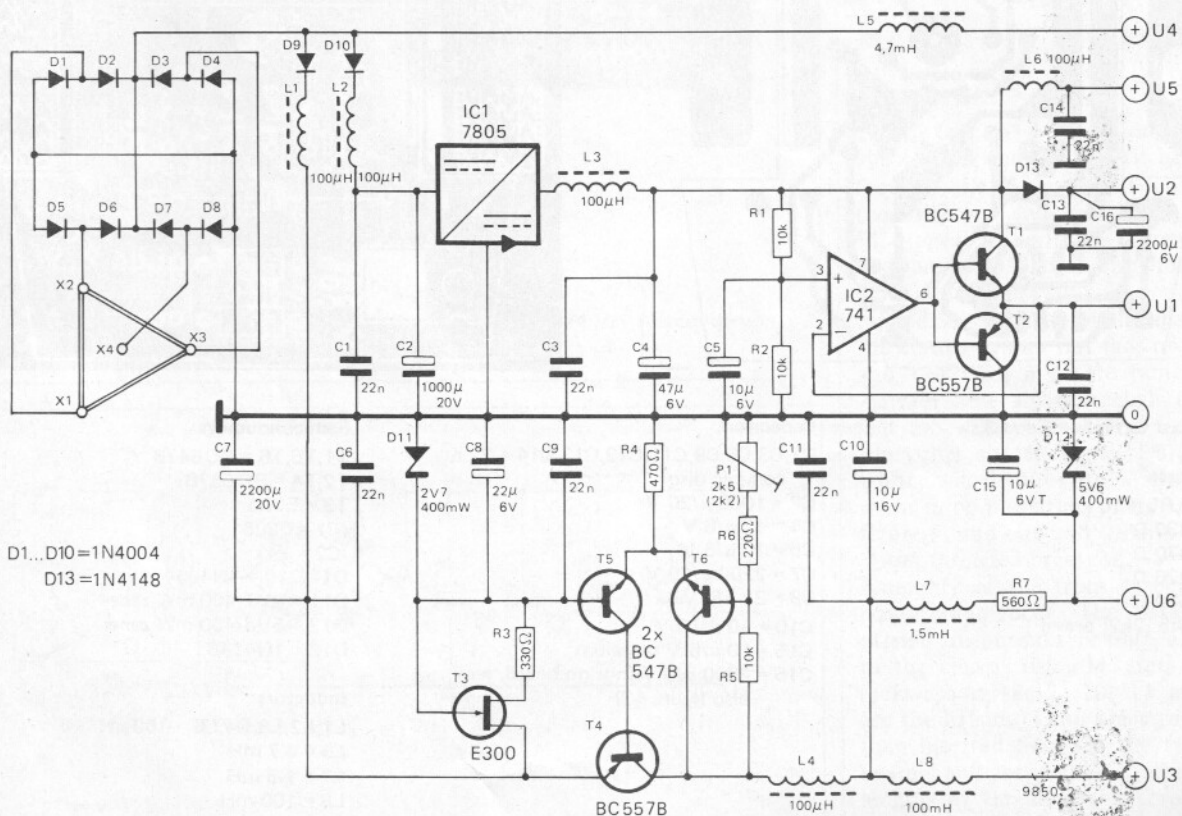 L5
4,7mH
U4
D9
D10
D1
D2
D3
D4
L6 100µH
U5
C14
22n
L1
L2
100µH
100µH
IC1
7805
L3
100µH
D13
U2
D5
D6
D7
D8
R1
10k
BC547B
T1
C13
22n
C16
2200µ
6V
X2
X4
X3
X1
3
7
+
IC2
741
6
2
−
4
U1
T2
BC557B
C1
22n
C2
1000µ
20V
C3
22n
C4
47µ
6V
C5
10µ
6V
R2
10k
C12
22n
0
C7
2200µ
20V
C6
22n
D11
2V7
400mW
C8
22µ
6V
C9
22n
R4
470Ω
P1
2k5
(2k2)
C11
22n
C10
10µ
16V
C15
10µ
6V T
D12
5V6
400mW
R6
220Ω
D1...D10=1N4004
D13=1N4148
T5
T6
2x
BC
547B
L7
1,5mH
R7
560Ω
U6
R3
330Ω
T3
E300
R5
10k
T4
BC557B
L4
100µH
L8
100mH
9850
U3